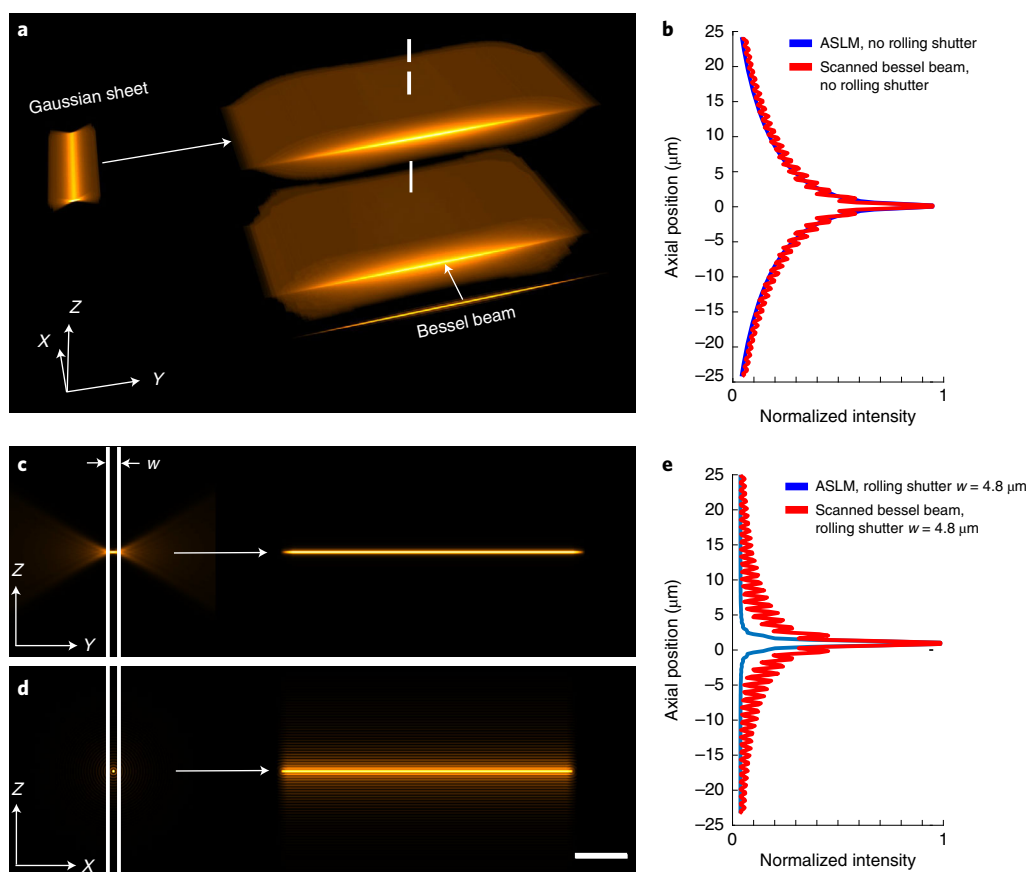 a
Gaussian sheet
Bessel beam
Z
X
Y
b
25
20
15
10
5
0
−5
−10
−15
−20
−25
Axial position (μm)
ASLM, no rolling shutter
Scanned bessel beam,
no rolling shutter
0
1
Normalized intensity
c
w
Z
Y
d
Z
X
e
25
20
15
10
5
0
−5
−10
−15
−20
−25
Axial position (μm)
ASLM, rolling shutter w = 4.8 μm
Scanned bessel beam,
rolling shutter w = 4.8 μm
0
1
Normalized intensity